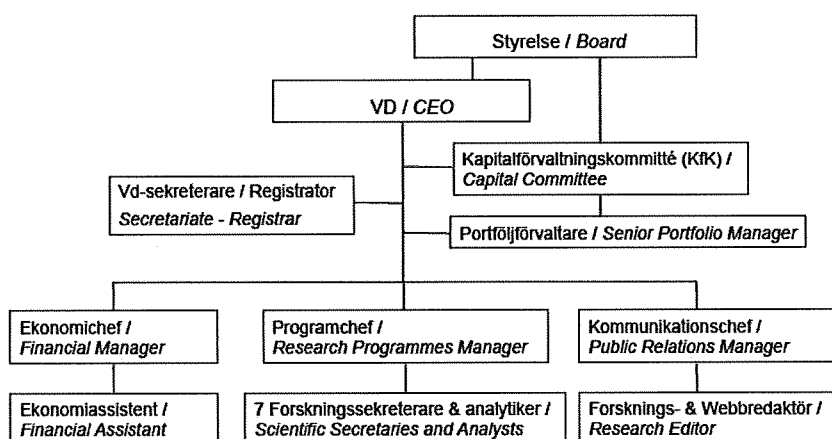 Styrelse / Board
VD / CEO
Kapitalförvaltningskommitté (KfK) /
Capital Committee
Vd-sekreterare / Registrator
Secretariate - Registrar
Portföljförvaltare / Senior Portfolio Manager
Ekonomichef /
Financial Manager
Programchef /
Research Programmes Manager
Kommunikationschef /
Public Relations Manager
Ekonomiassistent /
Financial Assistant
7 Forskningssekreterare & analytiker /
Scientific Secretaries and Analysts
Forsknings- & Webbredaktör /
Research Editor